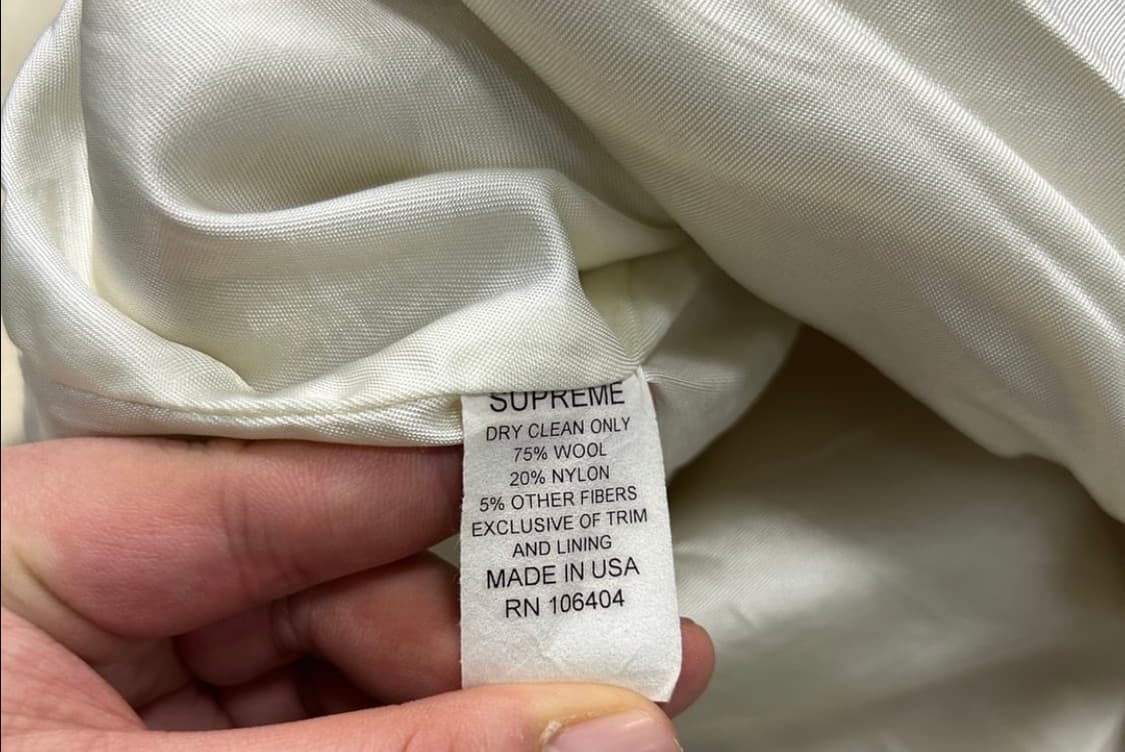 SUPREME
DRY CLEAN ONLY
75% WOOL
20% NYLON
5% OTHER FIBERS
EXCLUSIVE OF TRIM
AND LINING
MADE IN USA
RN 106404